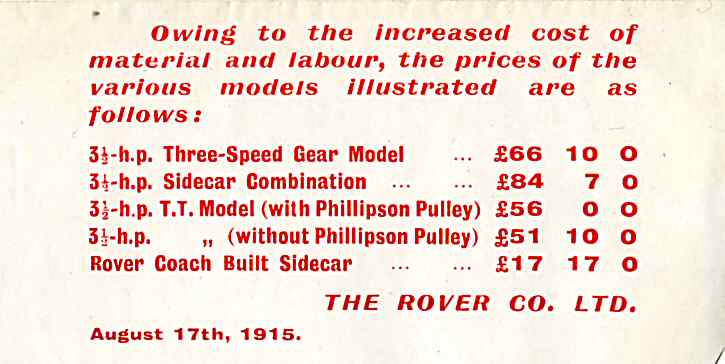 Owing to the increased cost of
material and labour, the prices of the
various models illustrated are as
follows:
3½-h.p. Three-Speed Gear Model ... £66 10 0
3½-h.p. Sidecar Combination ... ... £84 7 0
3½-h.p. T.T. Model (with Phillipson Pulley) £56 0 0
3½-h.p. „ (without Phillipson Pulley) £51 10 0
Rover Coach Built Sidecar ... ... £17 17 0
THE ROVER CO. LTD.
August 17th, 1915.